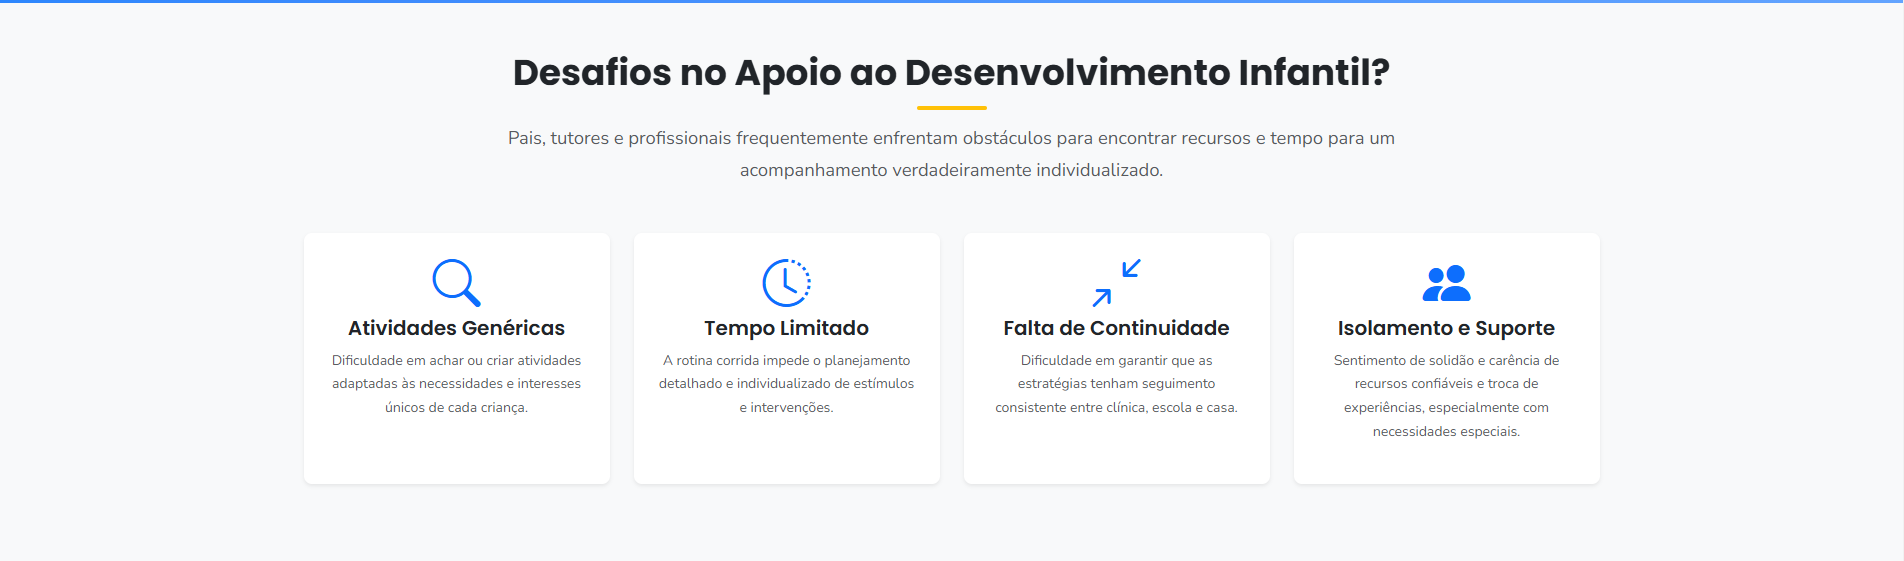 Desafios no Apoio ao Desenvolvimento Infantil?
Pais, tutores e profissionais frequentemente enfrentam obstáculos para encontrar recursos e tempo para um
acompanhamento verdadeiramente individualizado.
Atividades Genéricas
Dificuldade em achar ou criar atividades
adaptadas às necessidades e interesses
únicos de cada criança.
Tempo Limitado
A rotina corrida impede o planejamento
detalhado e individualizado de estímulos
e intervenções.
Falta de Continuidade
Dificuldade em garantir que as
estratégias tenham seguimento
consistente entre clínica, escola e casa.
Isolamento e Suporte
Sentimento de solidão e carência de
recursos confiáveis e troca de
experiências, especialmente com
necessidades especiais.